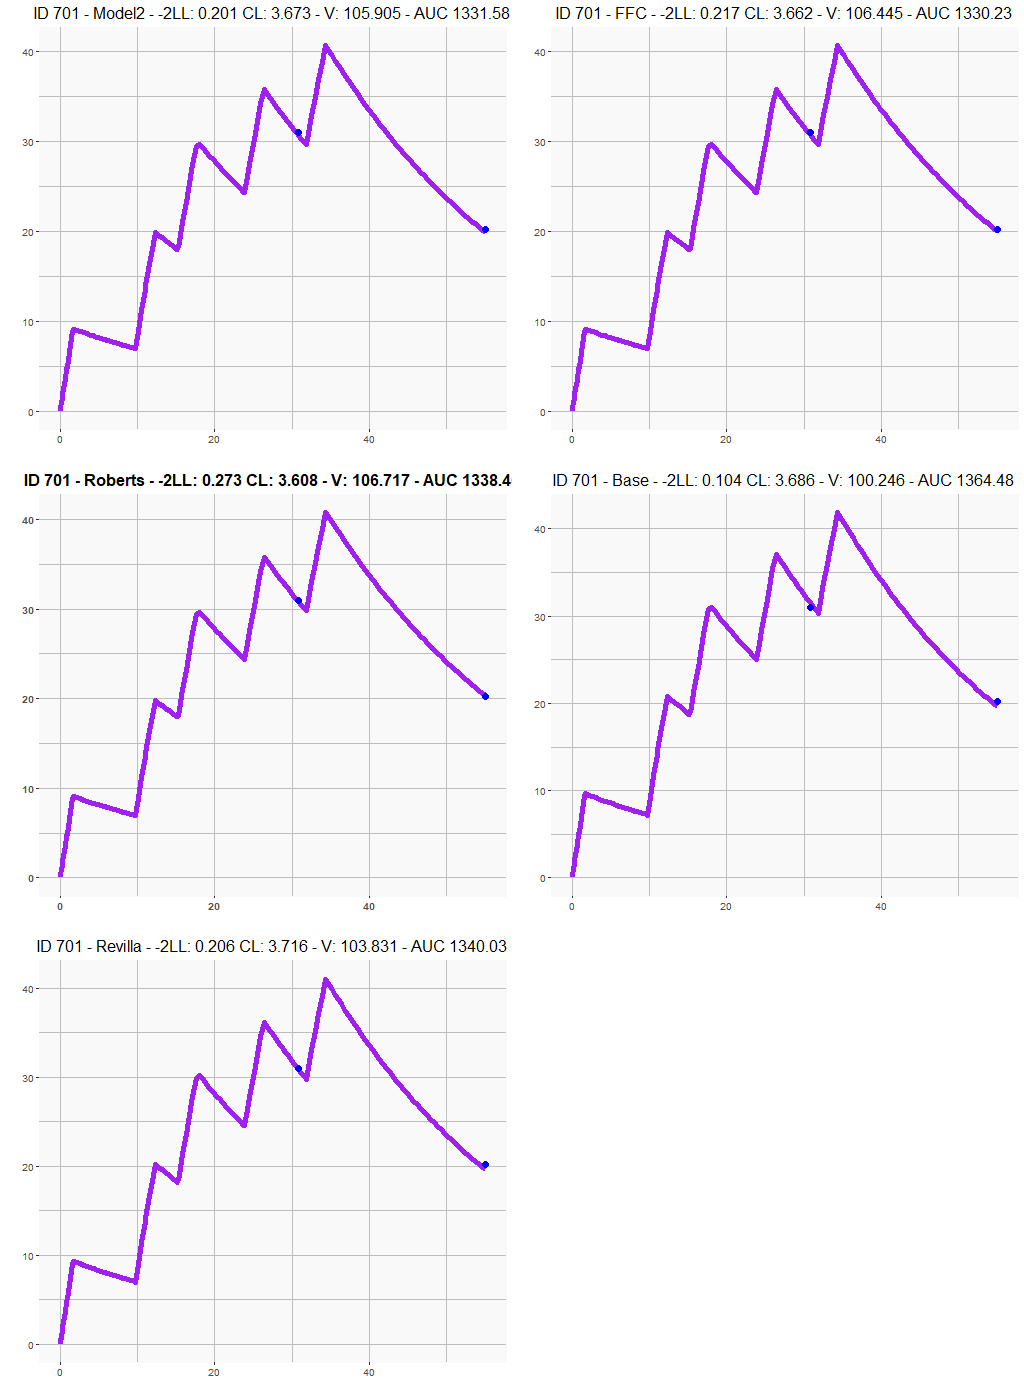 ID 701 - Model2 - -2LL: 0.201 CL: 3.673 - V: 105.905 - AUC 1331.58
40
30
20
10
0
0 20 40
ID 701 - FFC - -2LL: 0.217 CL: 3.662 - V: 106.445 - AUC 1330.23
40
30
20
10
0
0 20 40
ID 701 - Roberts - -2LL: 0.273 CL: 3.608 - V: 106.717 - AUC 1338.4
40
30
20
10
0
0 20 40
ID 701 - Base - -2LL: 0.104 CL: 3.686 - V: 100.246 - AUC 1364.48
40
30
20
10
0
0 20 40
ID 701 - Revilla - -2LL: 0.206 CL: 3.716 - V: 103.831 - AUC 1340.03
40
30
20
10
0
0 20 40